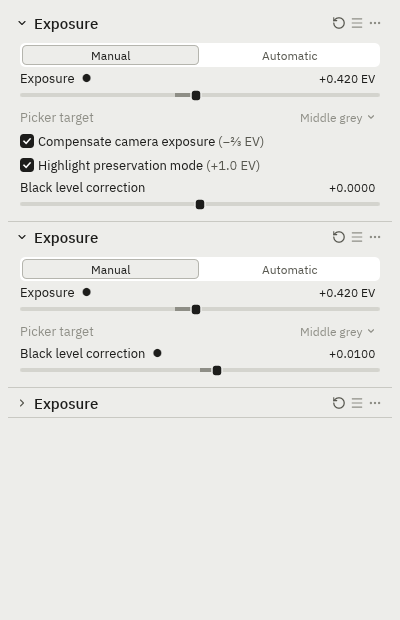 Exposure
Manual Automatic
Exposure +0.420 EV
Picker target Middle grey
Compensate camera exposure (−⅔ EV)
Highlight preservation mode (+1.0 EV)
Black level correction +0.0000
Exposure
Manual Automatic
Exposure +0.420 EV
Picker target Middle grey
Black level correction +0.0100
Exposure